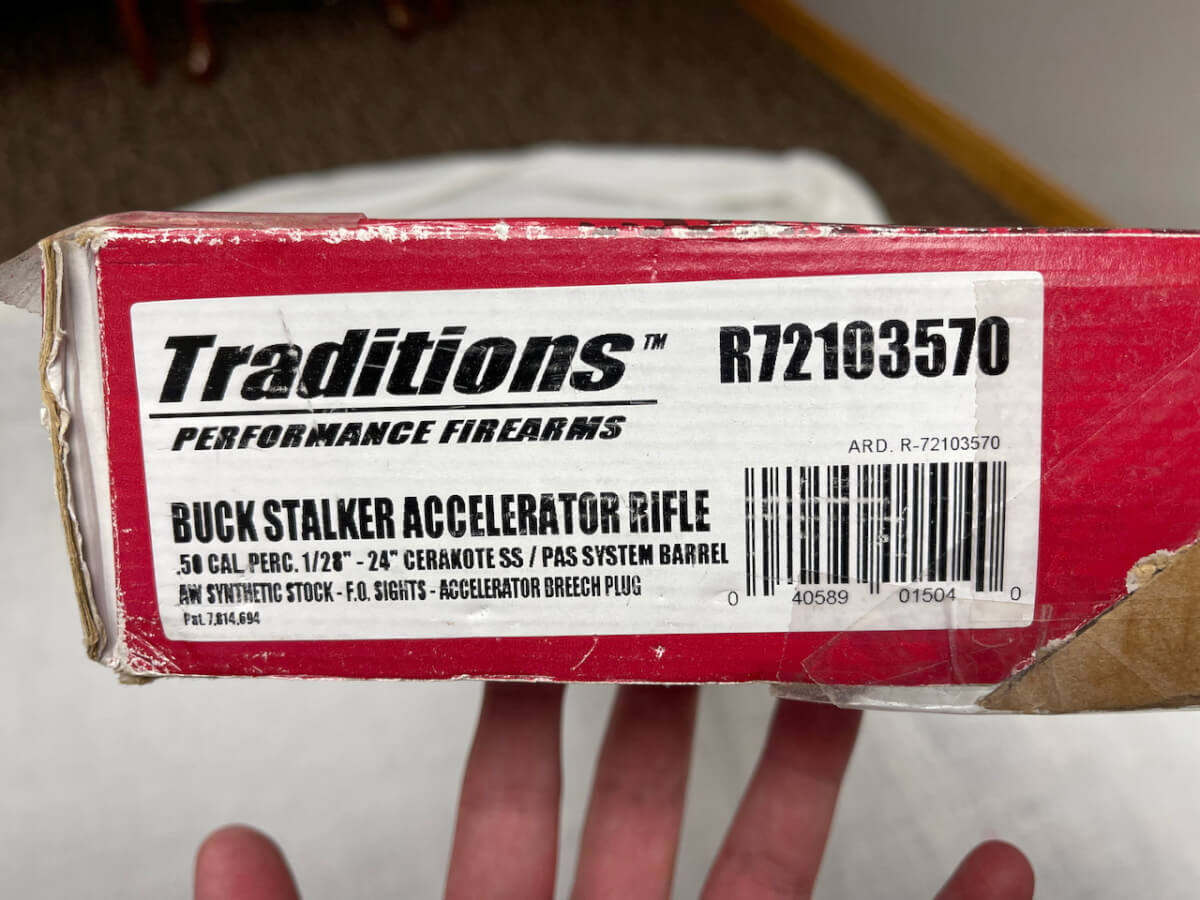 Traditions™
PERFORMANCE FIREARMS
R72103570
ARD. R-72103570
BUCK STALKER ACCELERATOR RIFLE
.50 CAL. PERC. 1/28" - 24" CERAKOTE SS / PAS SYSTEM BARREL
AW SYNTHETIC STOCK - F.O. SIGHTS - ACCELERATOR BREECH PLUG
Pat. 7,814,694
0 40589 01504 0